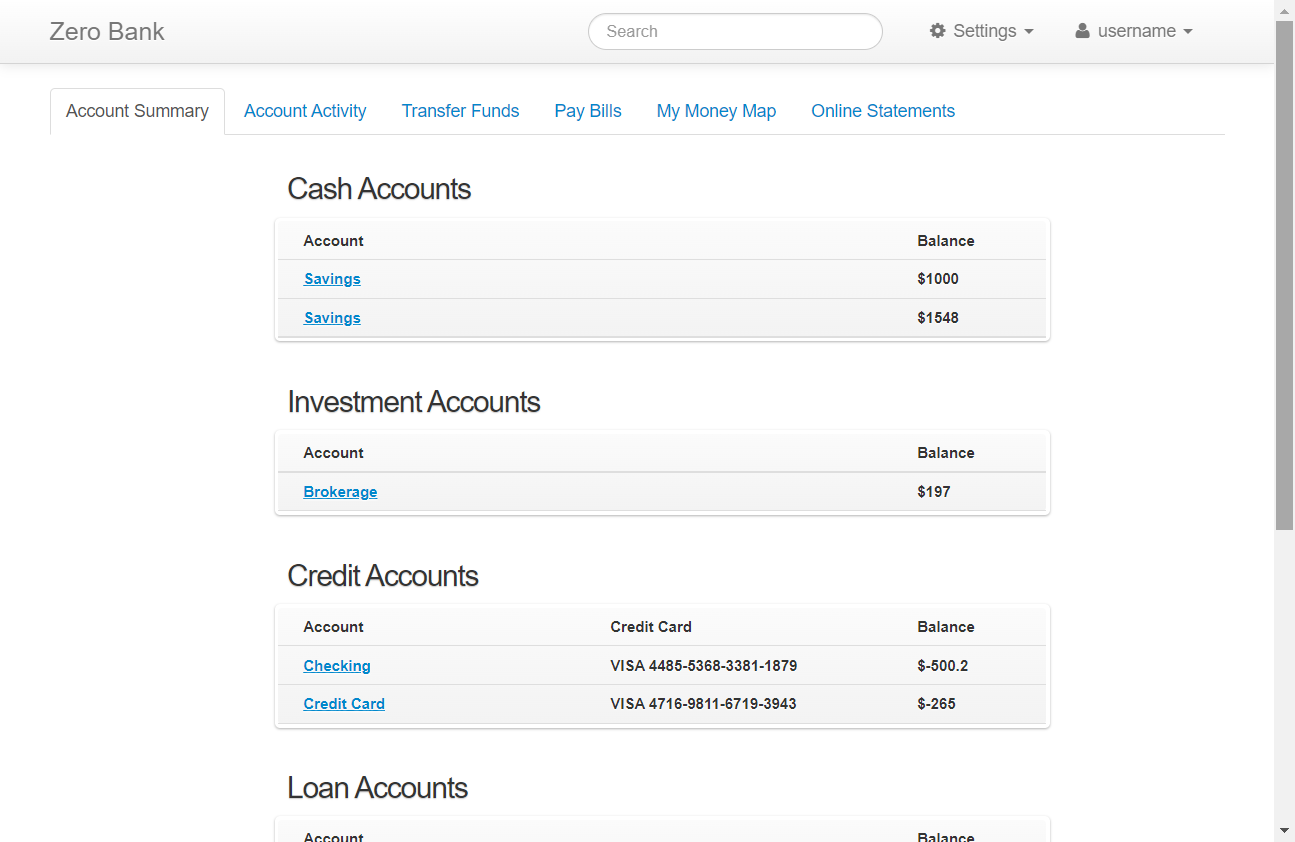 Zero Bank
Search
Settings
username
Account Summary
Account Activity
Transfer Funds
Pay Bills
My Money Map
Online Statements
Cash Accounts
Account Balance
Savings $1000
Savings $1548
Investment Accounts
Account Balance
Brokerage $197
Credit Accounts
Account Credit Card Balance
Checking VISA 4485-5368-3381-1879 $-500.2
Credit Card VISA 4716-9811-6719-3943 $-265
Loan Accounts
Account Balance